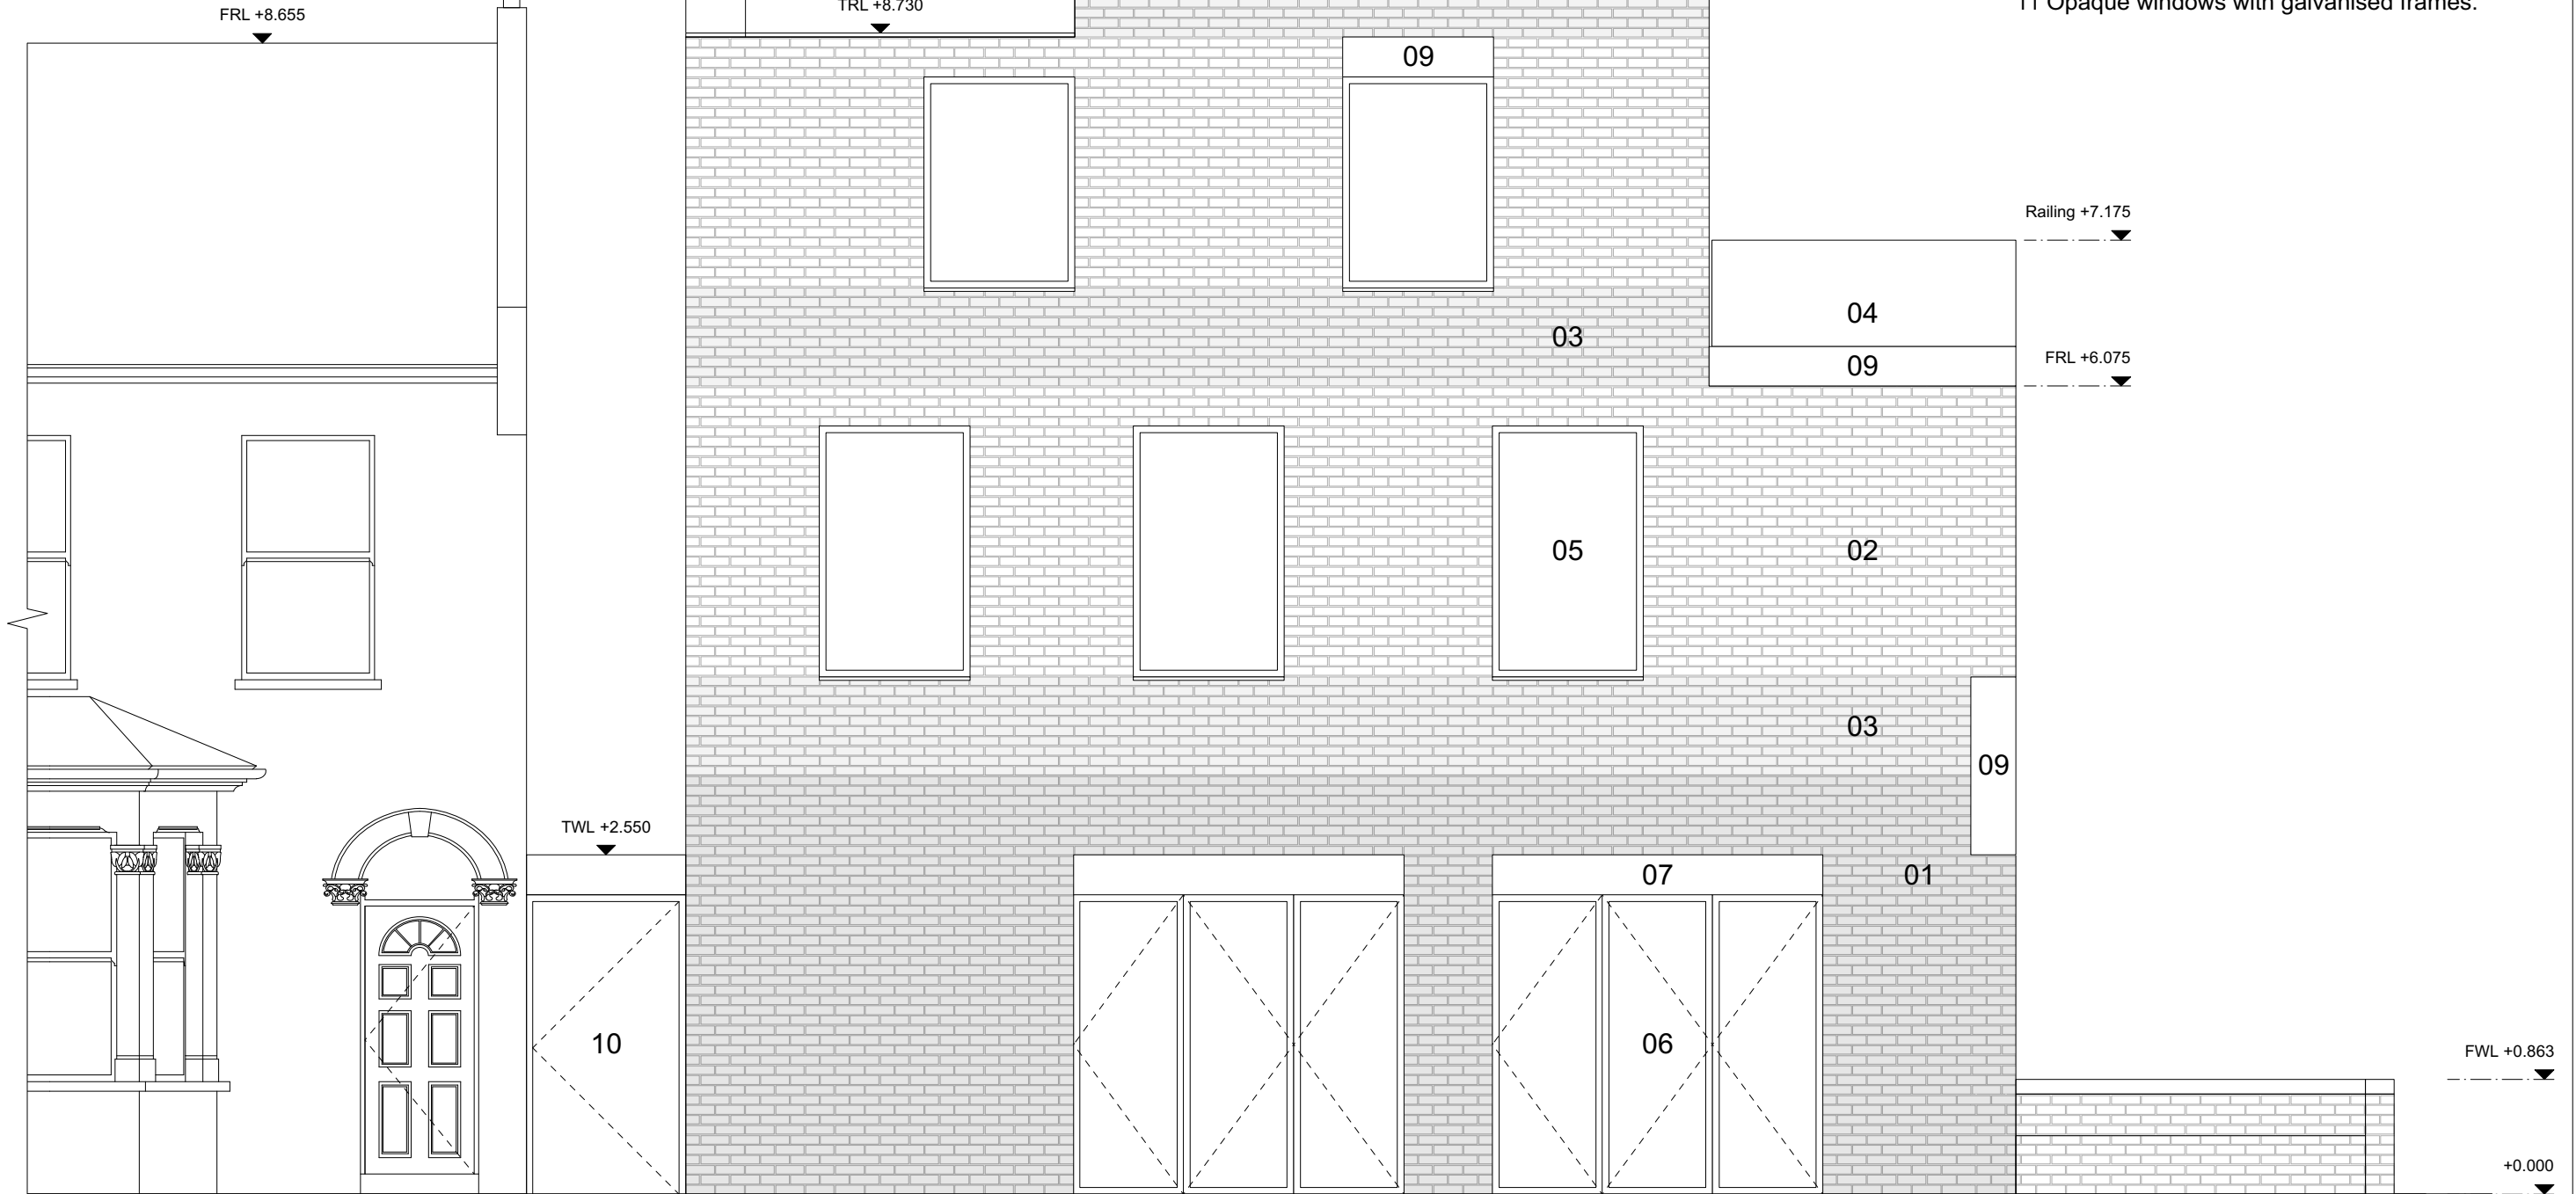 11 Opaque windows with galvanised frames.
FRL +8.655
TRL +8.730
09
Railing +7.175
04
03
FRL +6.075
09
05
02
03
09
TWL +2.550
07
01
10
06
FWL +0.863
+0.000